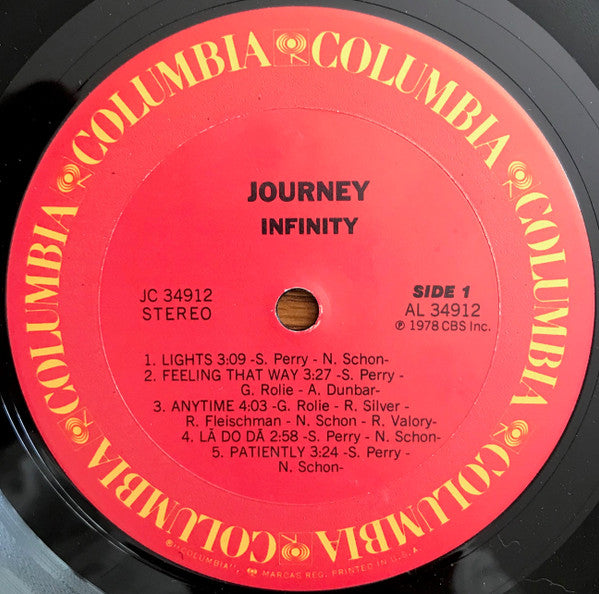 COLUMBIA COLUMBIA COLUMBIA COLUMBIA COLUMBIA COLUMBIA
JOURNEY
INFINITY
JC 34912
STEREO
SIDE 1
AL 34912
℗ 1978 CBS Inc.
1. LIGHTS 3:09 -S. Perry - N. Schon-
2. FEELING THAT WAY 3:27 -S. Perry -
G. Rolie - A. Dunbar-
3. ANYTIME 4:03 -G. Rolie - R. Silver -
R. Fleischman - N. Schon - R. Valory-
4. LĂ DO DĀ 2:58 -S. Perry - N. Schon-
5. PATIENTLY 3:24 -S. Perry -
N. Schon-
"COLUMBIA", MARCAS REG. PRINTED IN U.S.A.